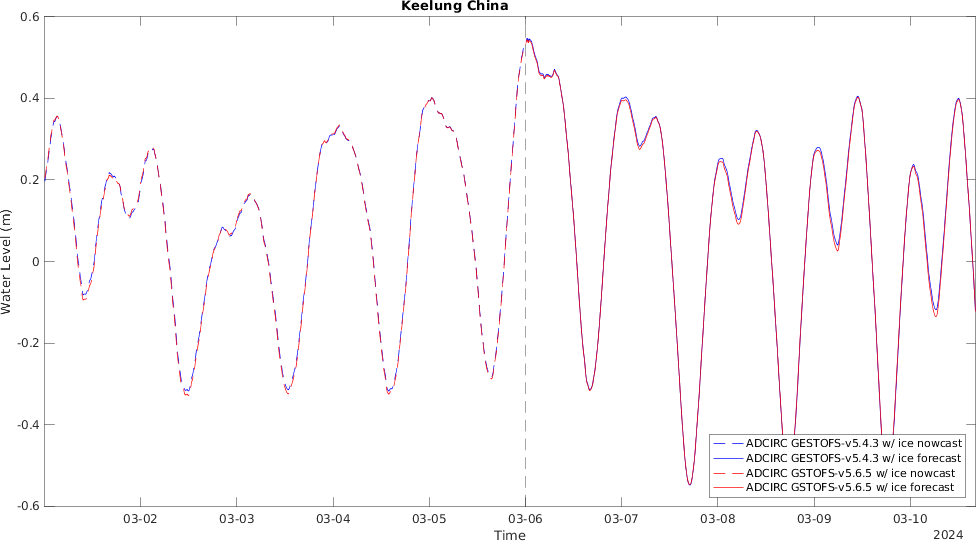 Keelung China
0.6
0.4
0.2
0
-0.2
-0.4
-0.6
Water Level (m)
ADCIRC GESTOFS-v5.4.3 w/ ice nowcast
ADCIRC GESTOFS-v5.4.3 w/ ice forecast
ADCIRC GSTOFS-v5.6.5 w/ ice nowcast
ADCIRC GSTOFS-v5.6.5 w/ ice forecast
03-02 03-03 03-04 03-05 03-06 03-07 03-08 03-09 03-10
Time
2024